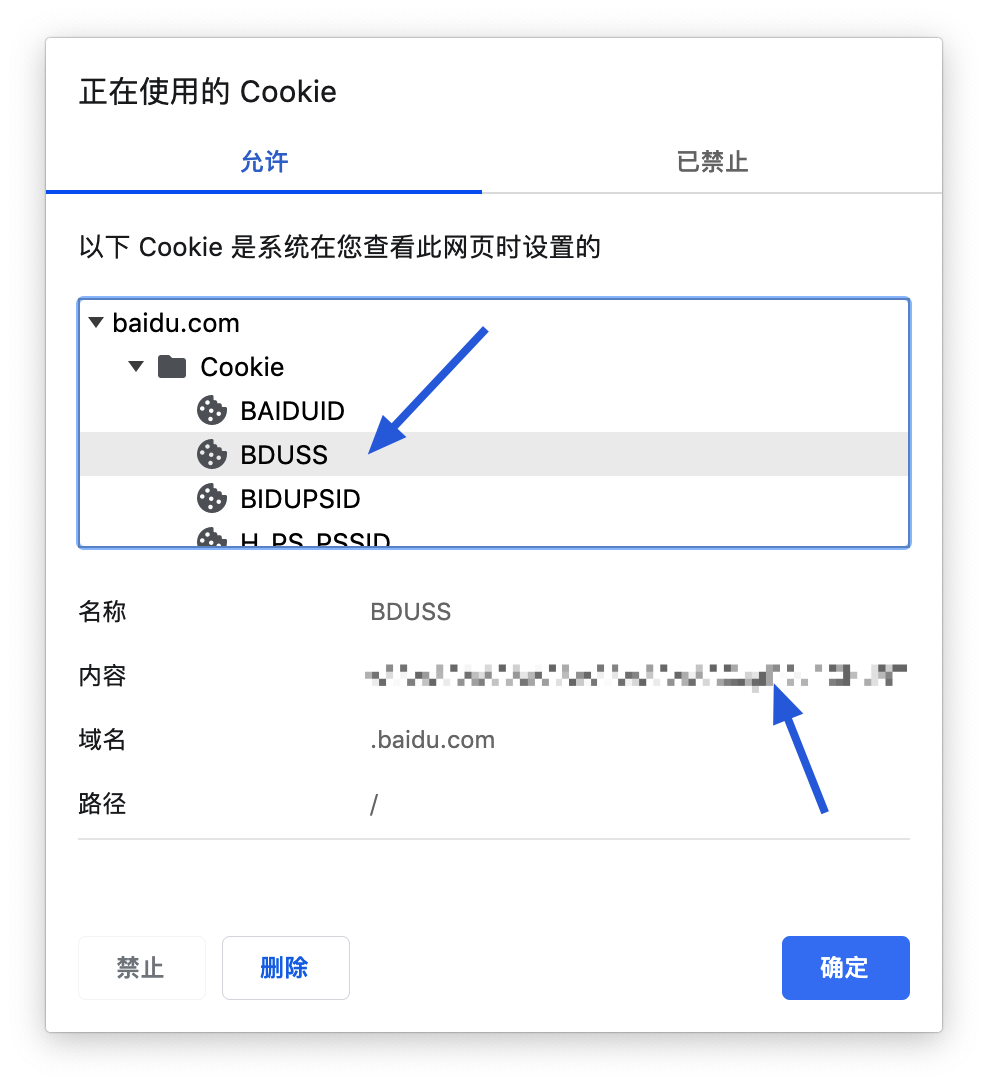 正在使用的 Cookie
允许 已禁止
以下 Cookie 是系统在您查看此网页时设置的
baidu.com
Cookie
BAIDUID
BDUSS
BIDUPSID
H_PS_PSSID
名称 BDUSS
内容
域名 .baidu.com
路径 /
禁止 删除 确定